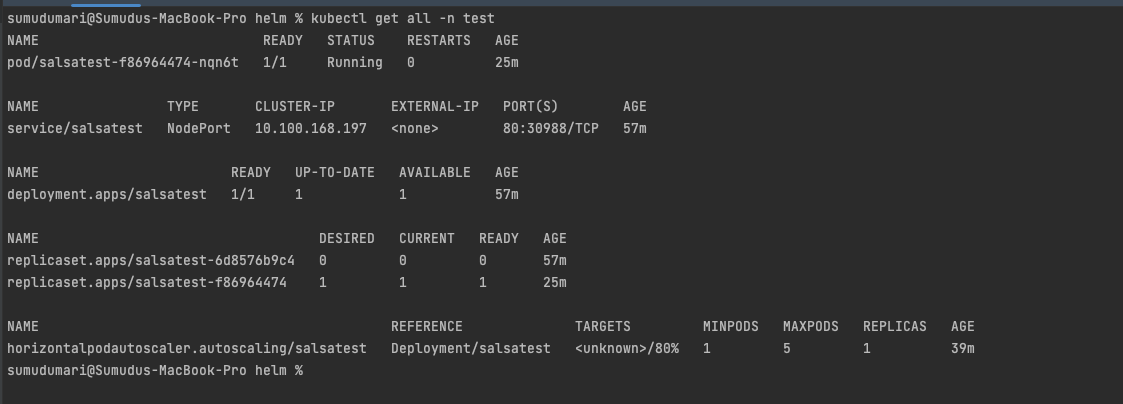 sumudumari@Sumudus-MacBook-Pro helm % kubectl get all -n test
NAME                            READY   STATUS    RESTARTS   AGE
pod/salsatest-f86964474-nqn6t   1/1     Running   0          25m

NAME                TYPE       CLUSTER-IP       EXTERNAL-IP   PORT(S)        AGE
service/salsatest   NodePort   10.100.168.197   <none>        80:30988/TCP   57m

NAME                        READY   UP-TO-DATE   AVAILABLE   AGE
deployment.apps/salsatest   1/1     1            1           57m

NAME                                   DESIRED   CURRENT   READY   AGE
replicaset.apps/salsatest-6d8576b9c4   0         0         0       57m
replicaset.apps/salsatest-f86964474    1         1         1       25m

NAME                                            REFERENCE              TARGETS         MINPODS   MAXPODS   REPLICAS   AGE
horizontalpodautoscaler.autoscaling/salsatest   Deployment/salsatest   <unknown>/80%   1         5         1          39m
sumudumari@Sumudus-MacBook-Pro helm %